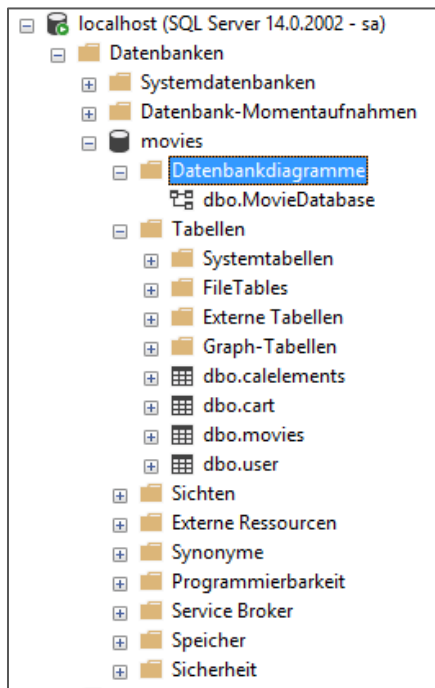 localhost (SQL Server 14.0.2002 - sa)
Datenbanken
Systemdatenbanken
Datenbank-Momentaufnahmen
movies
Datenbankdiagramme
dbo.MovieDatabase
Tabellen
Systemtabellen
FileTables
Externe Tabellen
Graph-Tabellen
dbo.calelements
dbo.cart
dbo.movies
dbo.user
Sichten
Externe Ressourcen
Synonyme
Programmierbarkeit
Service Broker
Speicher
Sicherheit